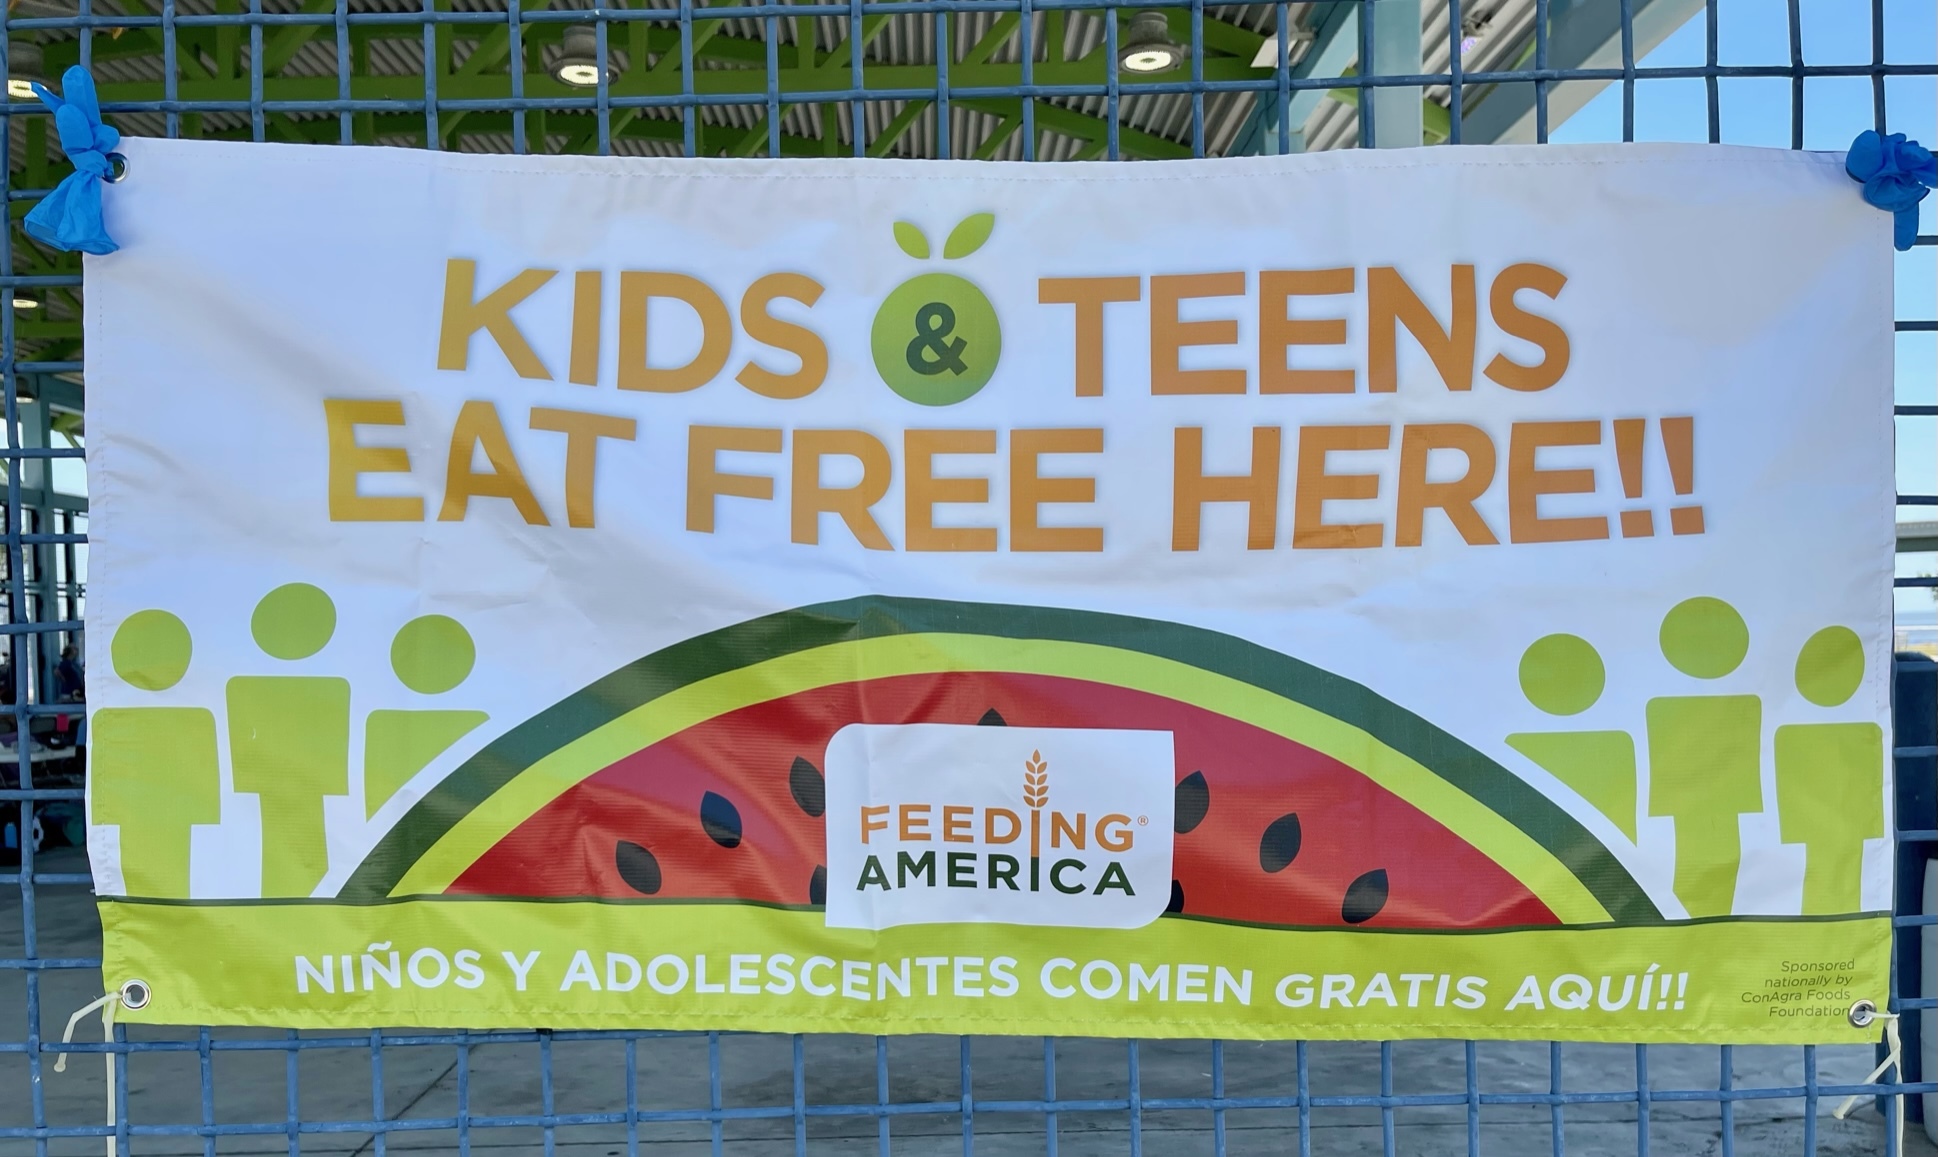 KIDS & TEENS
EAT FREE HERE!!
FEEDING®
AMERICA
NIÑOS Y ADOLESCENTES COMEN GRATIS AQUÍ!!
Sponsored
nationally by
ConAgra Foods
Foundation